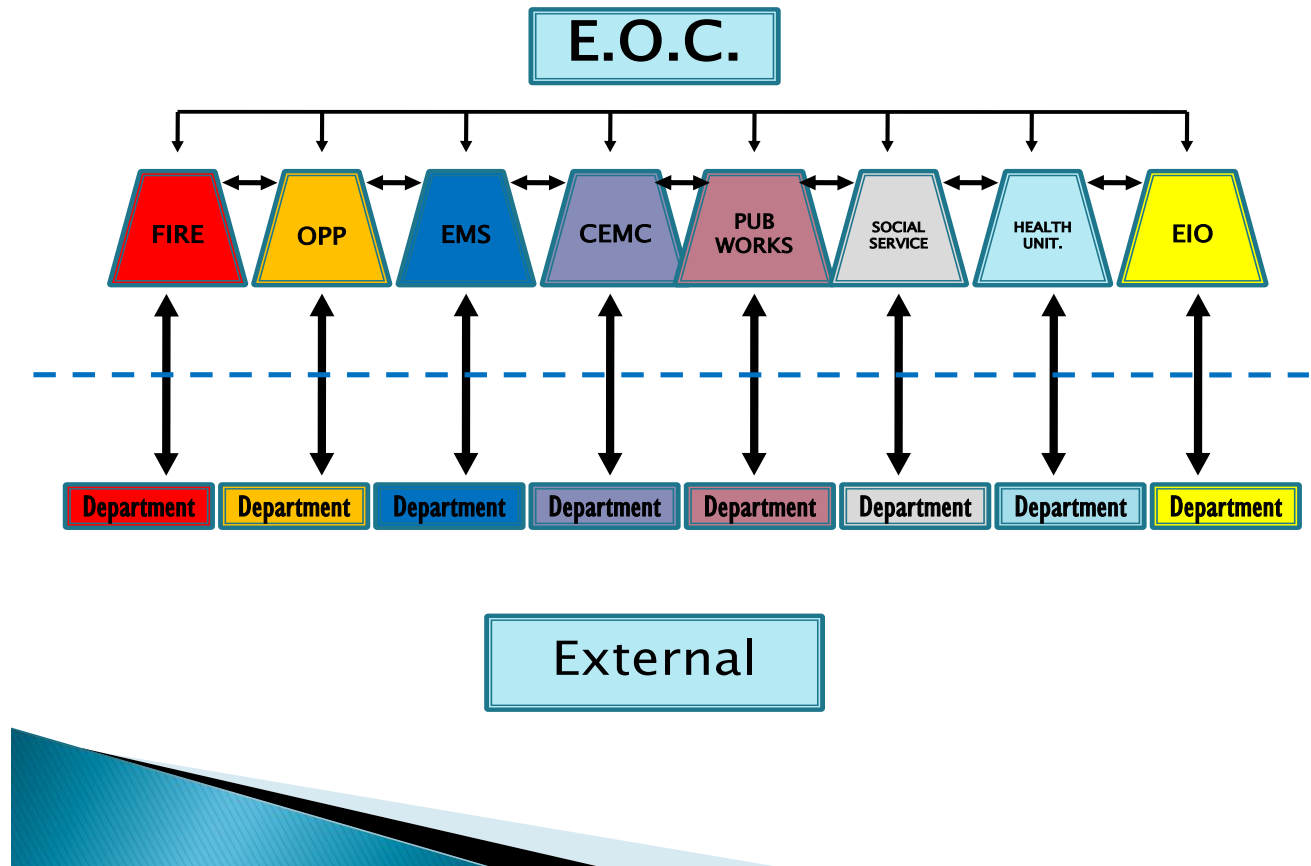 E.O.C.
FIRE
OPP
EMS
CEMC
PUB
WORKS
SOCIAL
SERVICE
HEALTH
UNIT.
EIO
Department
Department
Department
Department
Department
Department
Department
Department
External